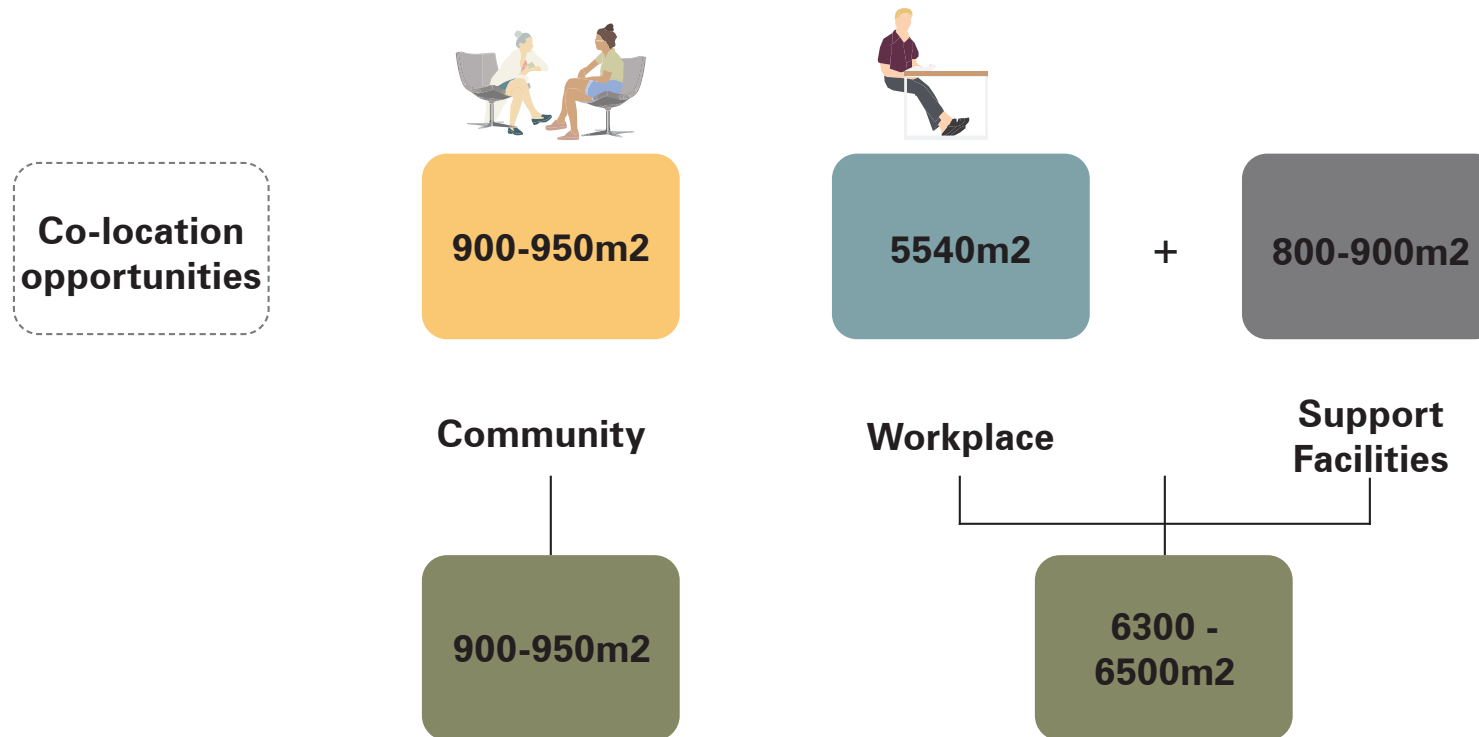 Co-location
opportunities
900-950m2
5540m2
+
800-900m2
Community
Workplace
Support
Facilities
900-950m2
6300 -
6500m2